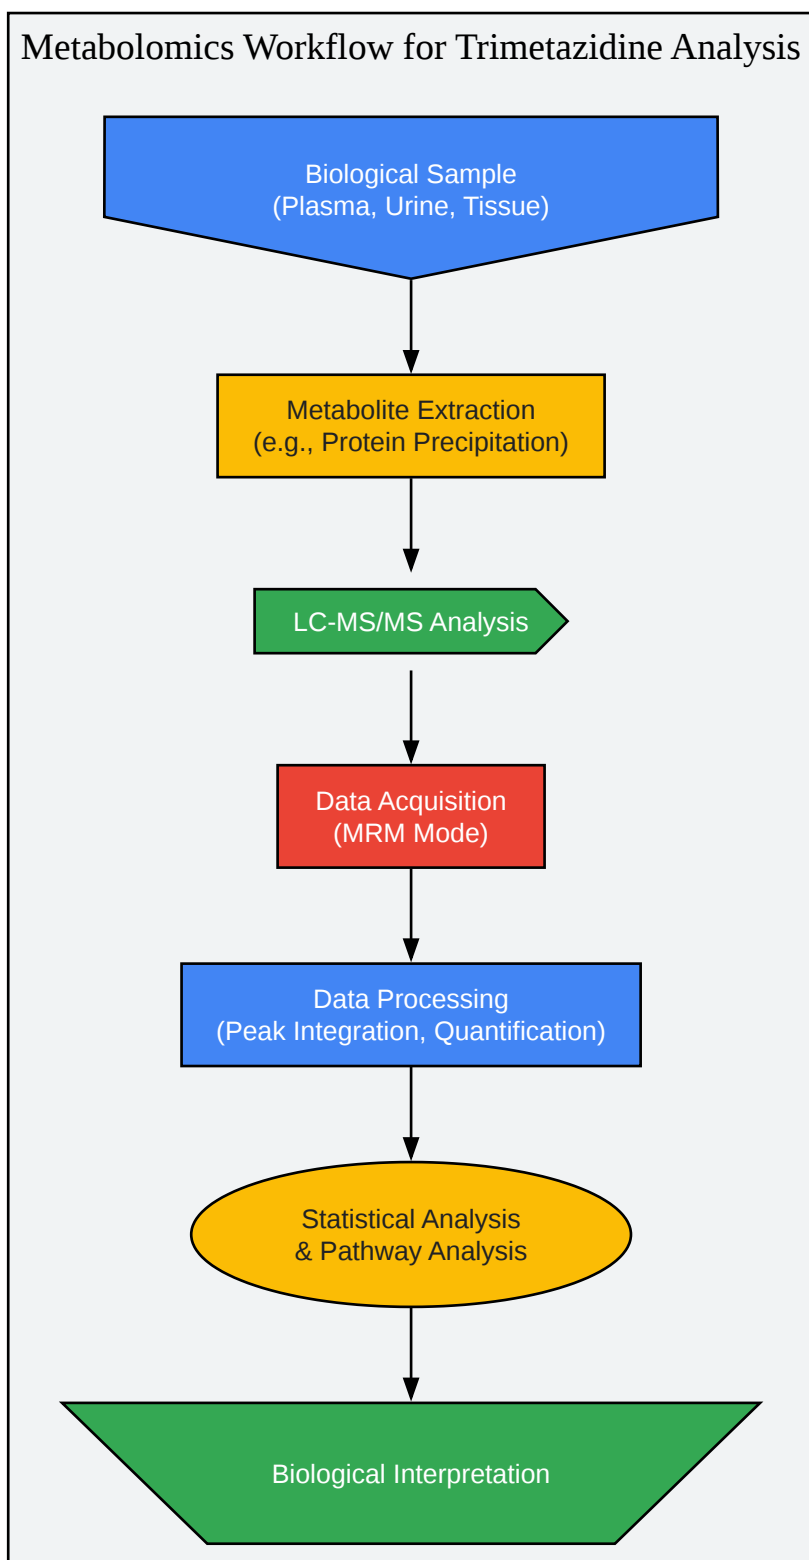 Metabolomics Workflow for Trimetazidine Analysis
Biological Sample
(Plasma, Urine, Tissue)
Metabolite Extraction
(e.g., Protein Precipitation)
LC-MS/MS Analysis
Data Acquisition
(MRM Mode)
Data Processing
(Peak Integration, Quantification)
Statistical Analysis
& Pathway Analysis
Biological Interpretation